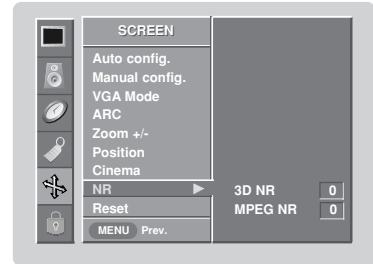 SCREEN
Auto config.
Manual config.
VGA Mode
ARC
Zoom +/-
Position
Cinema
NR ▶ 3D NR 0
Reset MPEG NR 0
MENU Prev.